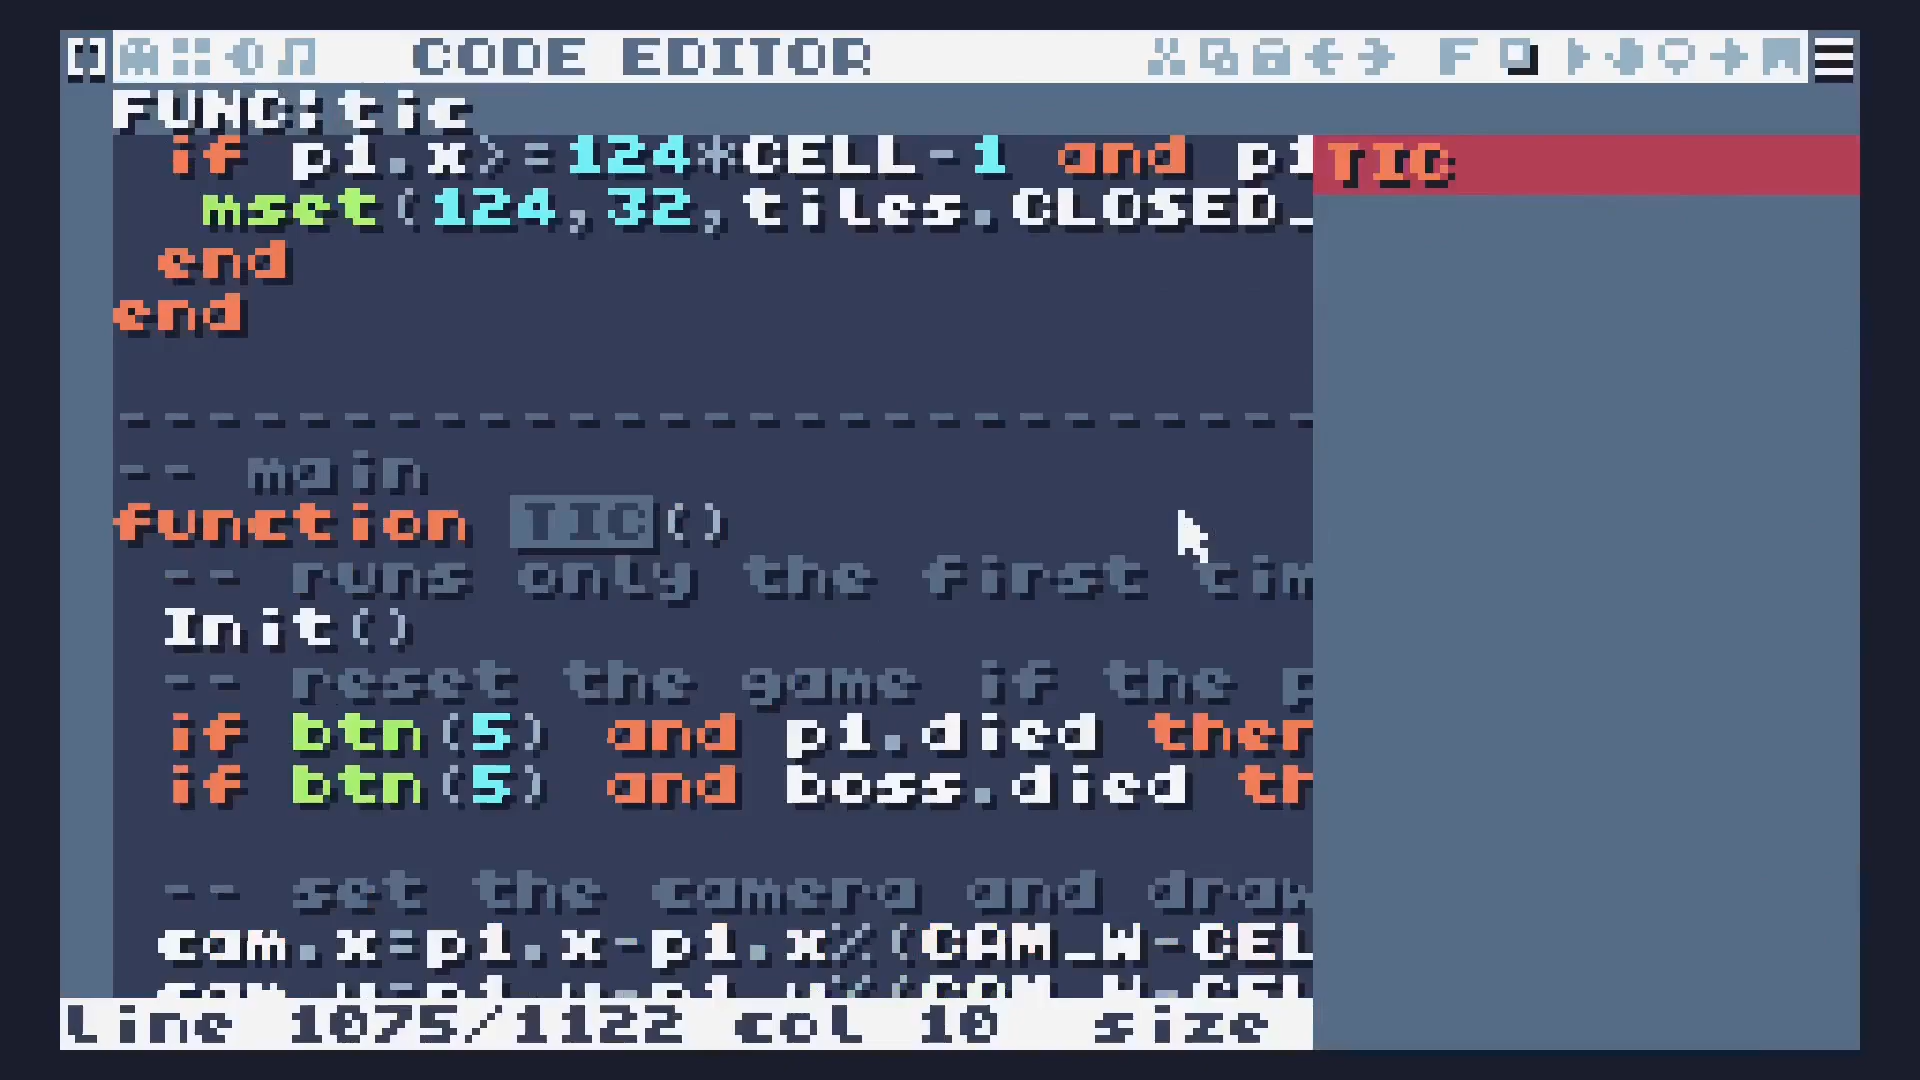 CODE EDITOR
FUNC:tic
if p1.x>=124*CELL-1 and p1
TIC
mset(124,32,tiles.CLOSED_
end
end
---------------------------
-- main
function TIC()
-- runs only the first tim
Init()
-- reset the game if the p
if btn(5) and p1.died then
if btn(5) and boss.died th
-- set the camera and draw
cam.x=p1.x-p1.x%(CAM_W-CEL
line 1075/1122 col 10 size